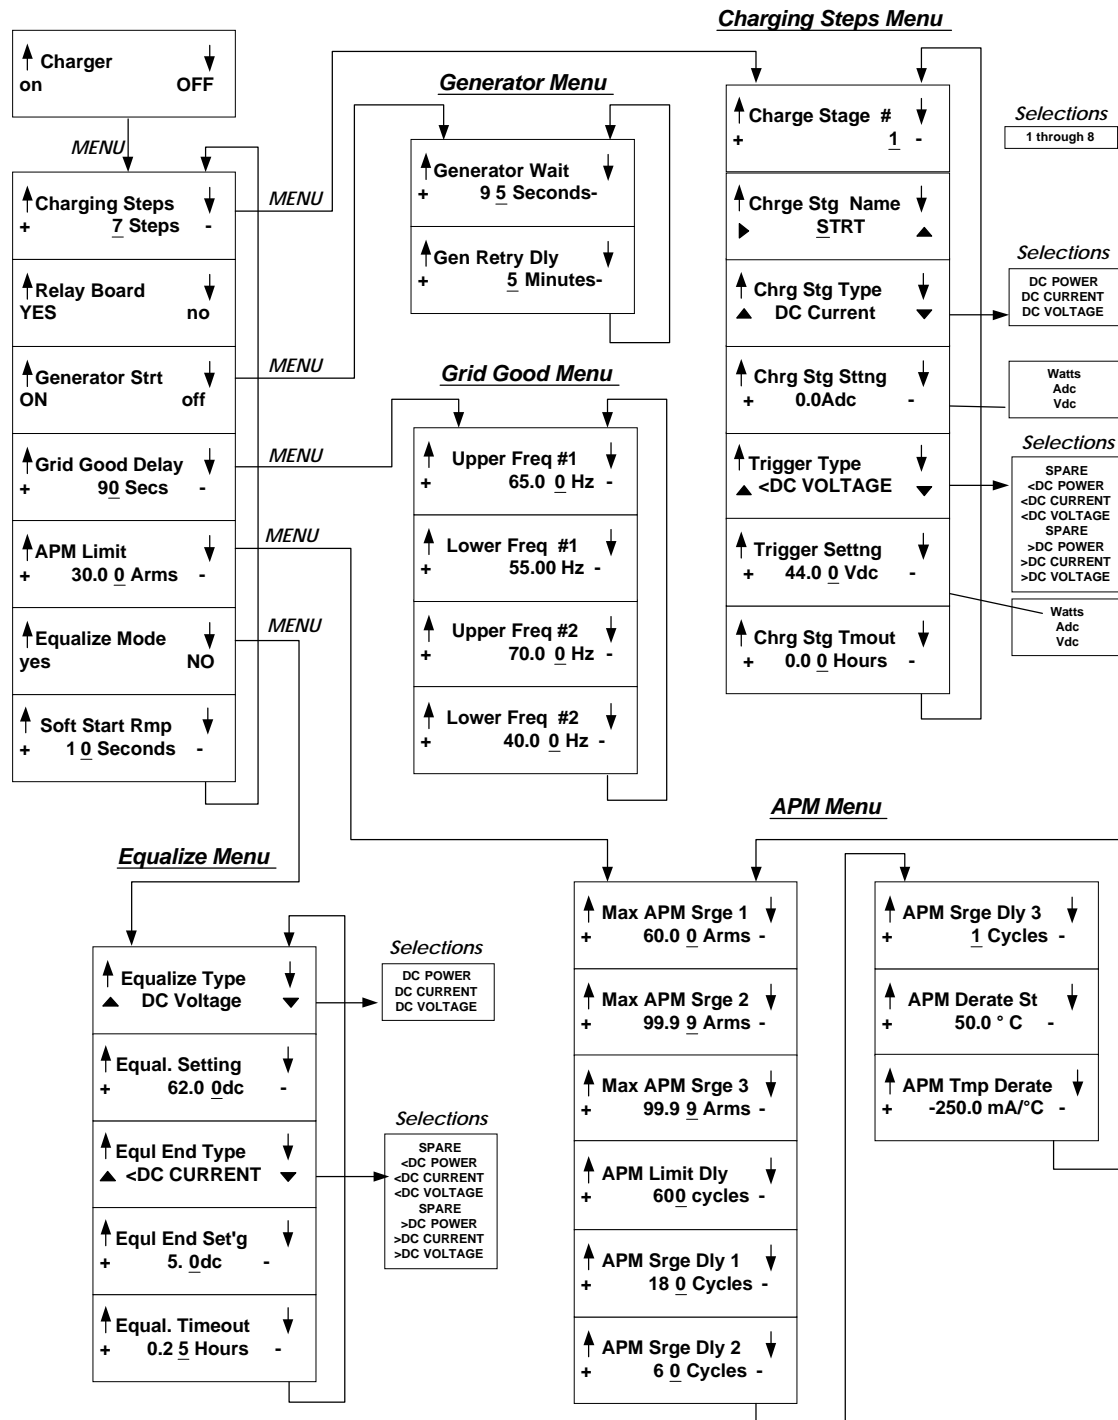 Charger
on OFF
MENU
Charging Steps
+ 7 Steps -
MENU
Relay Board
YES no
Generator Strt
ON off
MENU
Grid Good Delay
+ 90 Secs -
MENU
APM Limit
+ 30.0 0 Arms -
MENU
Equalize Mode
yes NO
MENU
Soft Start Rmp
+ 1 0 Seconds -
Generator Menu
Generator Wait
+ 9 5 Seconds-
Gen Retry Dly
+ 5 Minutes-
Grid Good Menu
Upper Freq #1
+ 65.0 0 Hz -
Lower Freq #1
+ 55.00 Hz -
Upper Freq #2
+ 70.0 0 Hz -
Lower Freq #2
+ 40.0 0 Hz -
Charging Steps Menu
Charge Stage #
+ 1 -
Selections
1 through 8
Chrge Stg Name
STRT
Chrg Stg Type
DC Current
Selections
DC POWER
DC CURRENT
DC VOLTAGE
Chrg Stg Sttng
+ 0.0Adc -
Watts
Adc
Vdc
Trigger Type
<DC VOLTAGE
Selections
SPARE
<DC POWER
<DC CURRENT
<DC VOLTAGE
SPARE
>DC POWER
>DC CURRENT
>DC VOLTAGE
Trigger Settng
+ 44.0 0 Vdc -
Watts
Adc
Vdc
Chrg Stg Tmout
+ 0.0 0 Hours -
Equalize Menu
Equalize Type
DC Voltage
Selections
DC POWER
DC CURRENT
DC VOLTAGE
Equal. Setting
+ 62.0 0dc -
Equl End Type
<DC CURRENT
Selections
SPARE
<DC POWER
<DC CURRENT
<DC VOLTAGE
SPARE
>DC POWER
>DC CURRENT
>DC VOLTAGE
Equl End Set'g
+ 5. 0dc -
Equal. Timeout
+ 0.2 5 Hours -
APM Menu
Max APM Srge 1
+ 60.0 0 Arms -
Max APM Srge 2
+ 99.9 9 Arms -
Max APM Srge 3
+ 99.9 9 Arms -
APM Limit Dly
+ 600 cycles -
APM Srge Dly 1
+ 18 0 Cycles -
APM Srge Dly 2
+ 6 0 Cycles -
APM Srge Dly 3
+ 1 Cycles -
APM Derate St
+ 50.0 ° C -
APM Tmp Derate
+ -250.0 mA/°C -